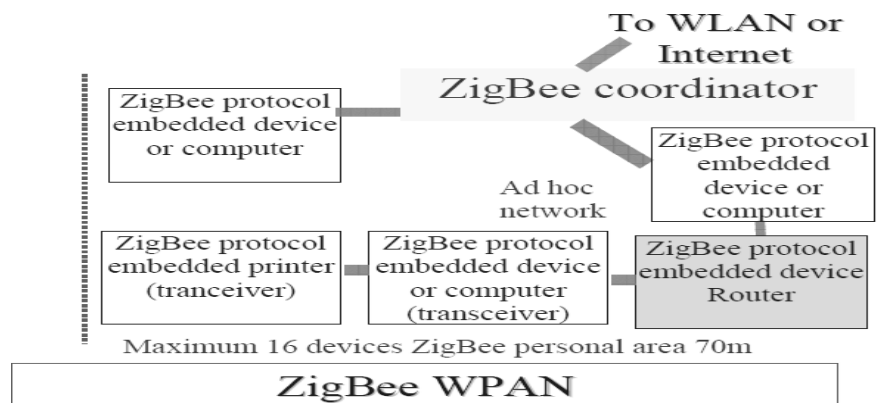 To WLAN or
Internet
ZigBee coordinator
ZigBee protocol
embedded device
or computer
ZigBee protocol
embedded
device or
computer
Ad hoc
network
ZigBee protocol
embedded printer
(tranceiver)
ZigBee protocol
embedded device
or computer
(transceiver)
ZigBee protocol
embedded device
Router
Maximum 16 devices ZigBee personal area 70m
ZigBee WPAN